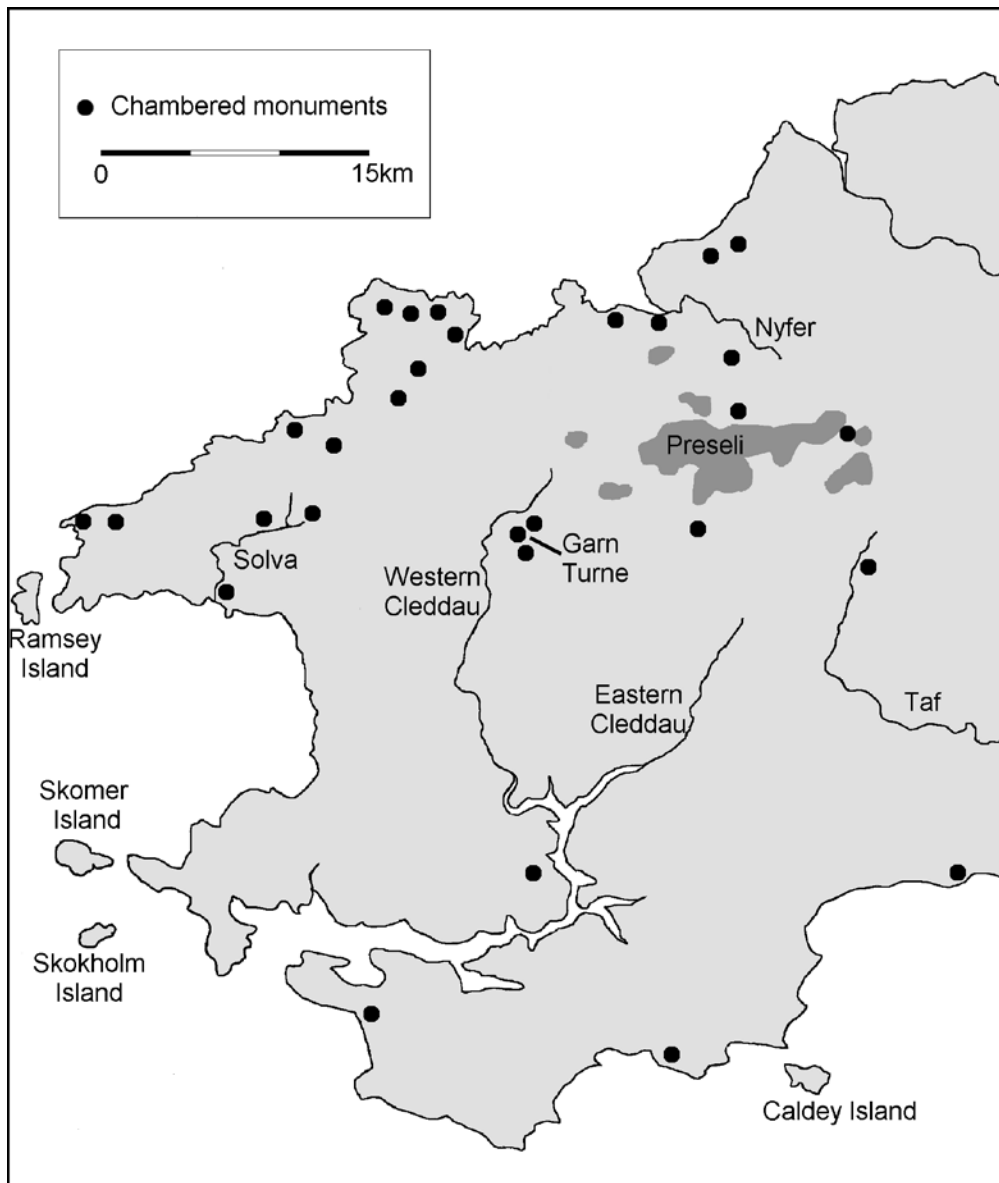 Chambered monuments
0
15km
Nyfer
Preseli
Garn
Turne
Solva
Western
Cleddau
Ramsey
Island
Eastern
Cleddau
Taf
Skomer
Island
Skokholm
Island
Caldey Island